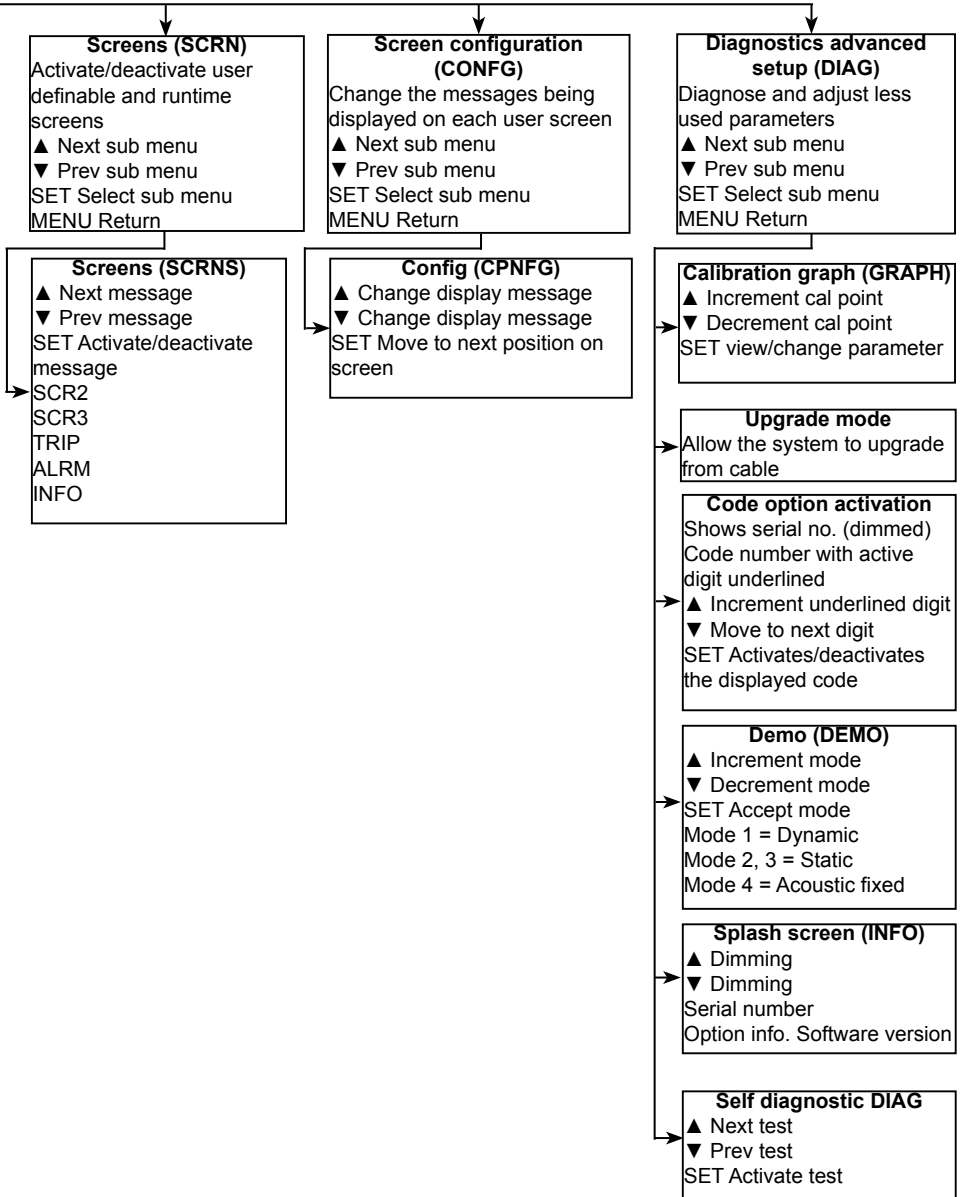 Screens (SCRN)
Activate/deactivate user
definable and runtime
screens
▲ Next sub menu
▼ Prev sub menu
SET Select sub menu
MENU Return
Screen configuration
(CONFG)
Change the messages being
displayed on each user screen
▲ Next sub menu
▼ Prev sub menu
SET Select sub menu
MENU Return
Diagnostics advanced
setup (DIAG)
Diagnose and adjust less
used parameters
▲ Next sub menu
▼ Prev sub menu
SET Select sub menu
MENU Return
Screens (SCRNS)
▲ Next message
▼ Prev message
SET Activate/deactivate
message
SCR2
SCR3
TRIP
ALRM
INFO
Config (CPNFG)
▲ Change display message
▼ Change display message
SET Move to next position on
screen
Calibration graph (GRAPH)
▲ Increment cal point
▼ Decrement cal point
SET view/change parameter
Upgrade mode
Allow the system to upgrade
from cable
Code option activation
Shows serial no. (dimmed)
Code number with active
digit underlined
▲ Increment underlined digit
▼ Move to next digit
SET Activates/deactivates
the displayed code
Demo (DEMO)
▲ Increment mode
▼ Decrement mode
SET Accept mode
Mode 1 = Dynamic
Mode 2, 3 = Static
Mode 4 = Acoustic fixed
Splash screen (INFO)
▲ Dimming
▼ Dimming
Serial number
Option info. Software version
Self diagnostic DIAG
▲ Next test
▼ Prev test
SET Activate test